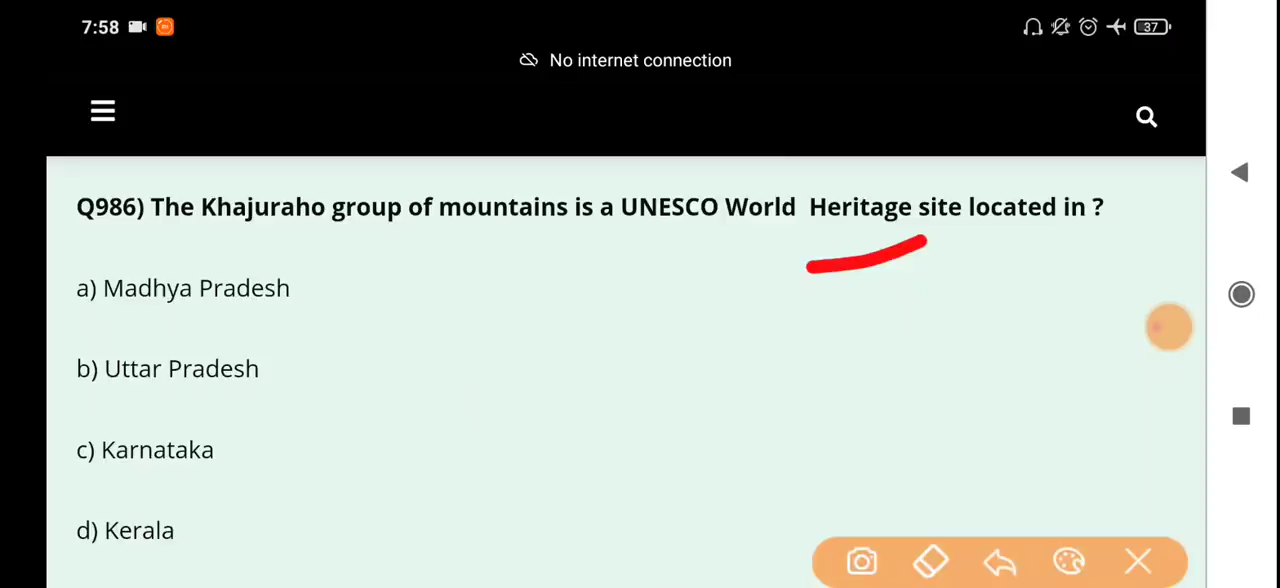 7:58
37
No internet connection
Q986) The Khajuraho group of mountains is a UNESCO World Heritage site located in ?
a) Madhya Pradesh
b) Uttar Pradesh
c) Karnataka
d) Kerala